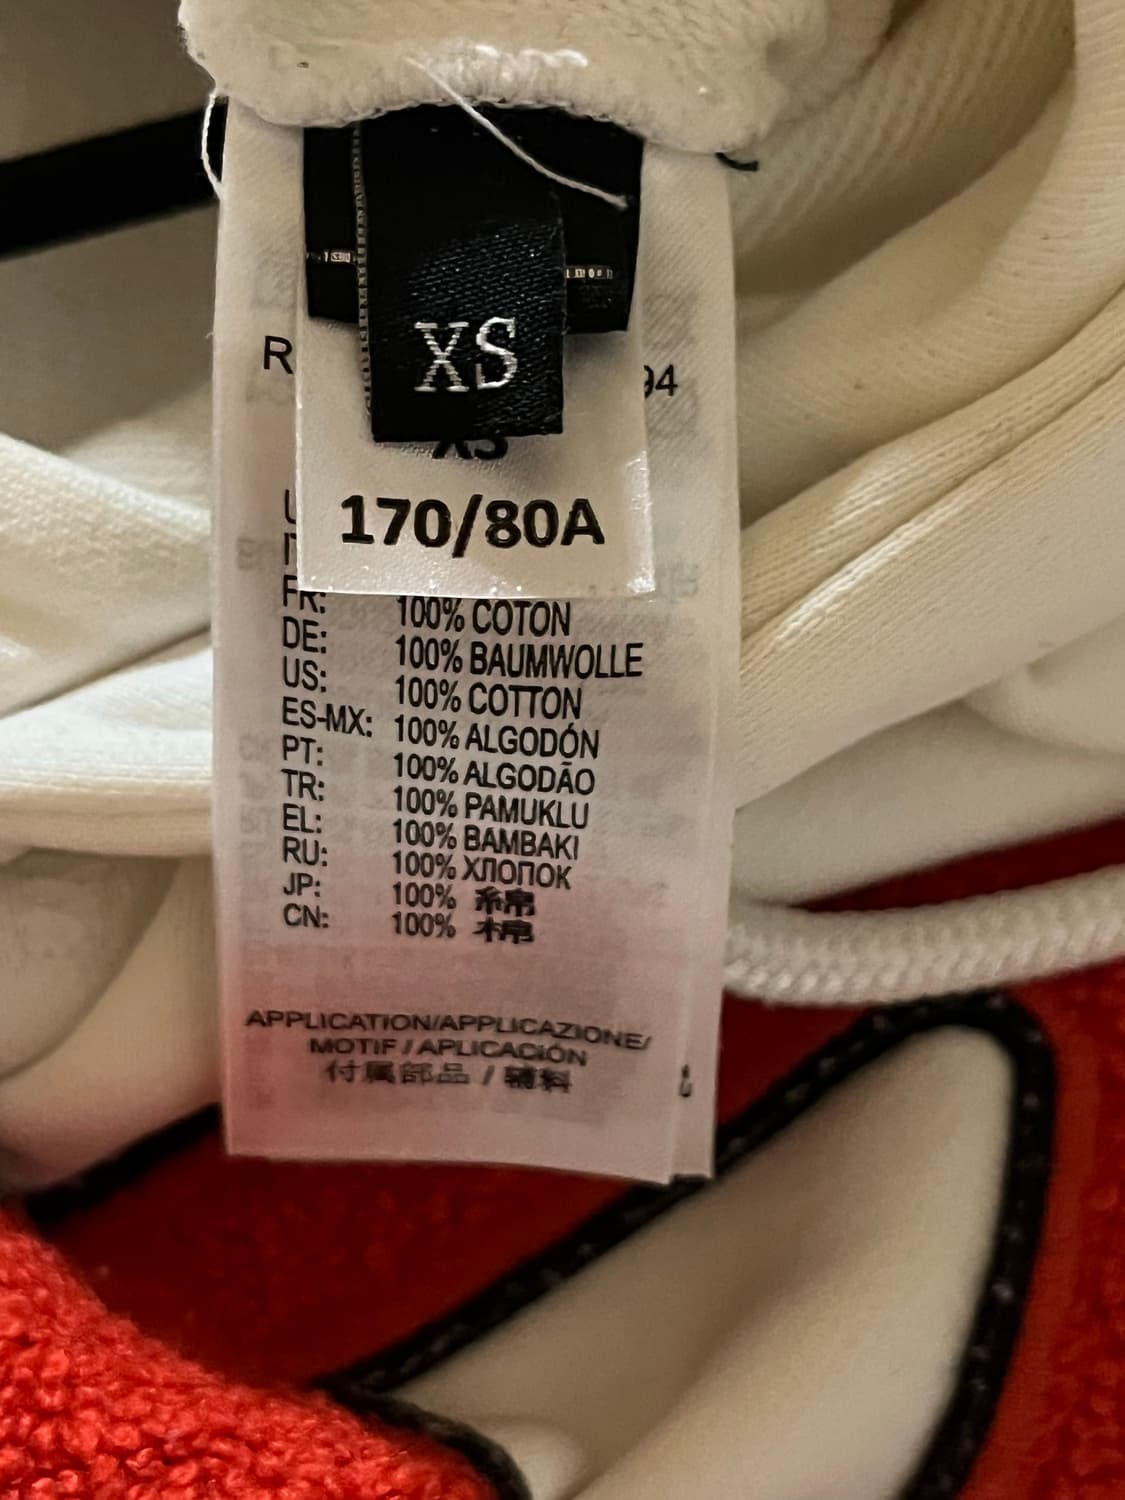 XS
R 94
XS
170/80A
FR: 100% COTON
DE: 100% BAUMWOLLE
US: 100% COTTON
ES-MX: 100% ALGODÓN
PT: 100% ALGODÃO
TR: 100% PAMUKLU
EL: 100% BAMBAKI
RU: 100% ХЛОПОК
JP: 100%
CN: 100%
APPLICATION/APPLICAZIONE/
MOTIF / APLICACIÓN
付属部品 / 辅料